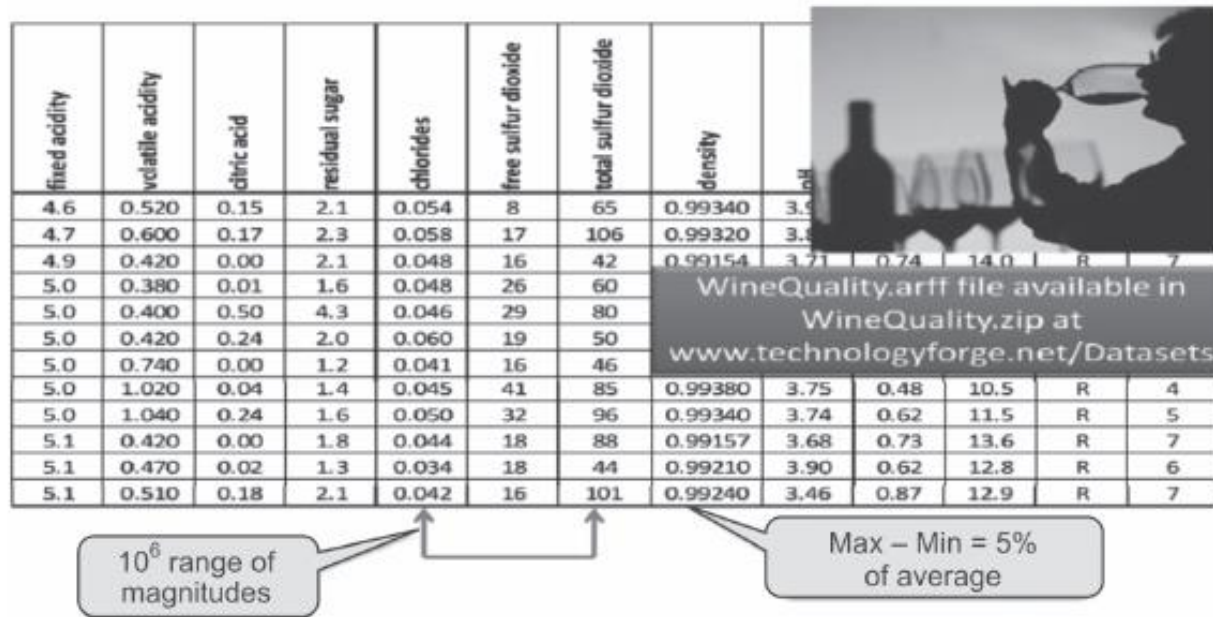 fixed acidity volatile acidity citric acid residual sugar chlorides free sulfur dioxide total sulfur dioxide density pH
4.6 0.520 0.15 2.1 0.054 8 65 0.99340
4.7 0.600 0.17 2.3 0.058 17 106 0.99320
4.9 0.420 0.00 2.1 0.048 16 42 0.99154 3.71 0.74 14.0 R 7
5.0 0.380 0.01 1.6 0.048 26 60
5.0 0.400 0.50 4.3 0.046 29 80
5.0 0.420 0.24 2.0 0.060 19 50
5.0 0.740 0.00 1.2 0.041 16 46
WineQuality.arff file available in
WineQuality.zip at
www.technologyforge.net/Datasets
5.0 1.020 0.04 1.4 0.045 41 85 0.99380 3.75 0.48 10.5 R 4
5.0 1.040 0.24 1.6 0.050 32 96 0.99340 3.74 0.62 11.5 R 5
5.1 0.420 0.00 1.8 0.044 18 88 0.99157 3.68 0.73 13.6 R 7
5.1 0.470 0.02 1.3 0.034 18 44 0.99210 3.90 0.62 12.8 R 6
5.1 0.510 0.18 2.1 0.042 16 101 0.99240 3.46 0.87 12.9 R 7
10⁶ range of
magnitudes
Max – Min = 5%
of average